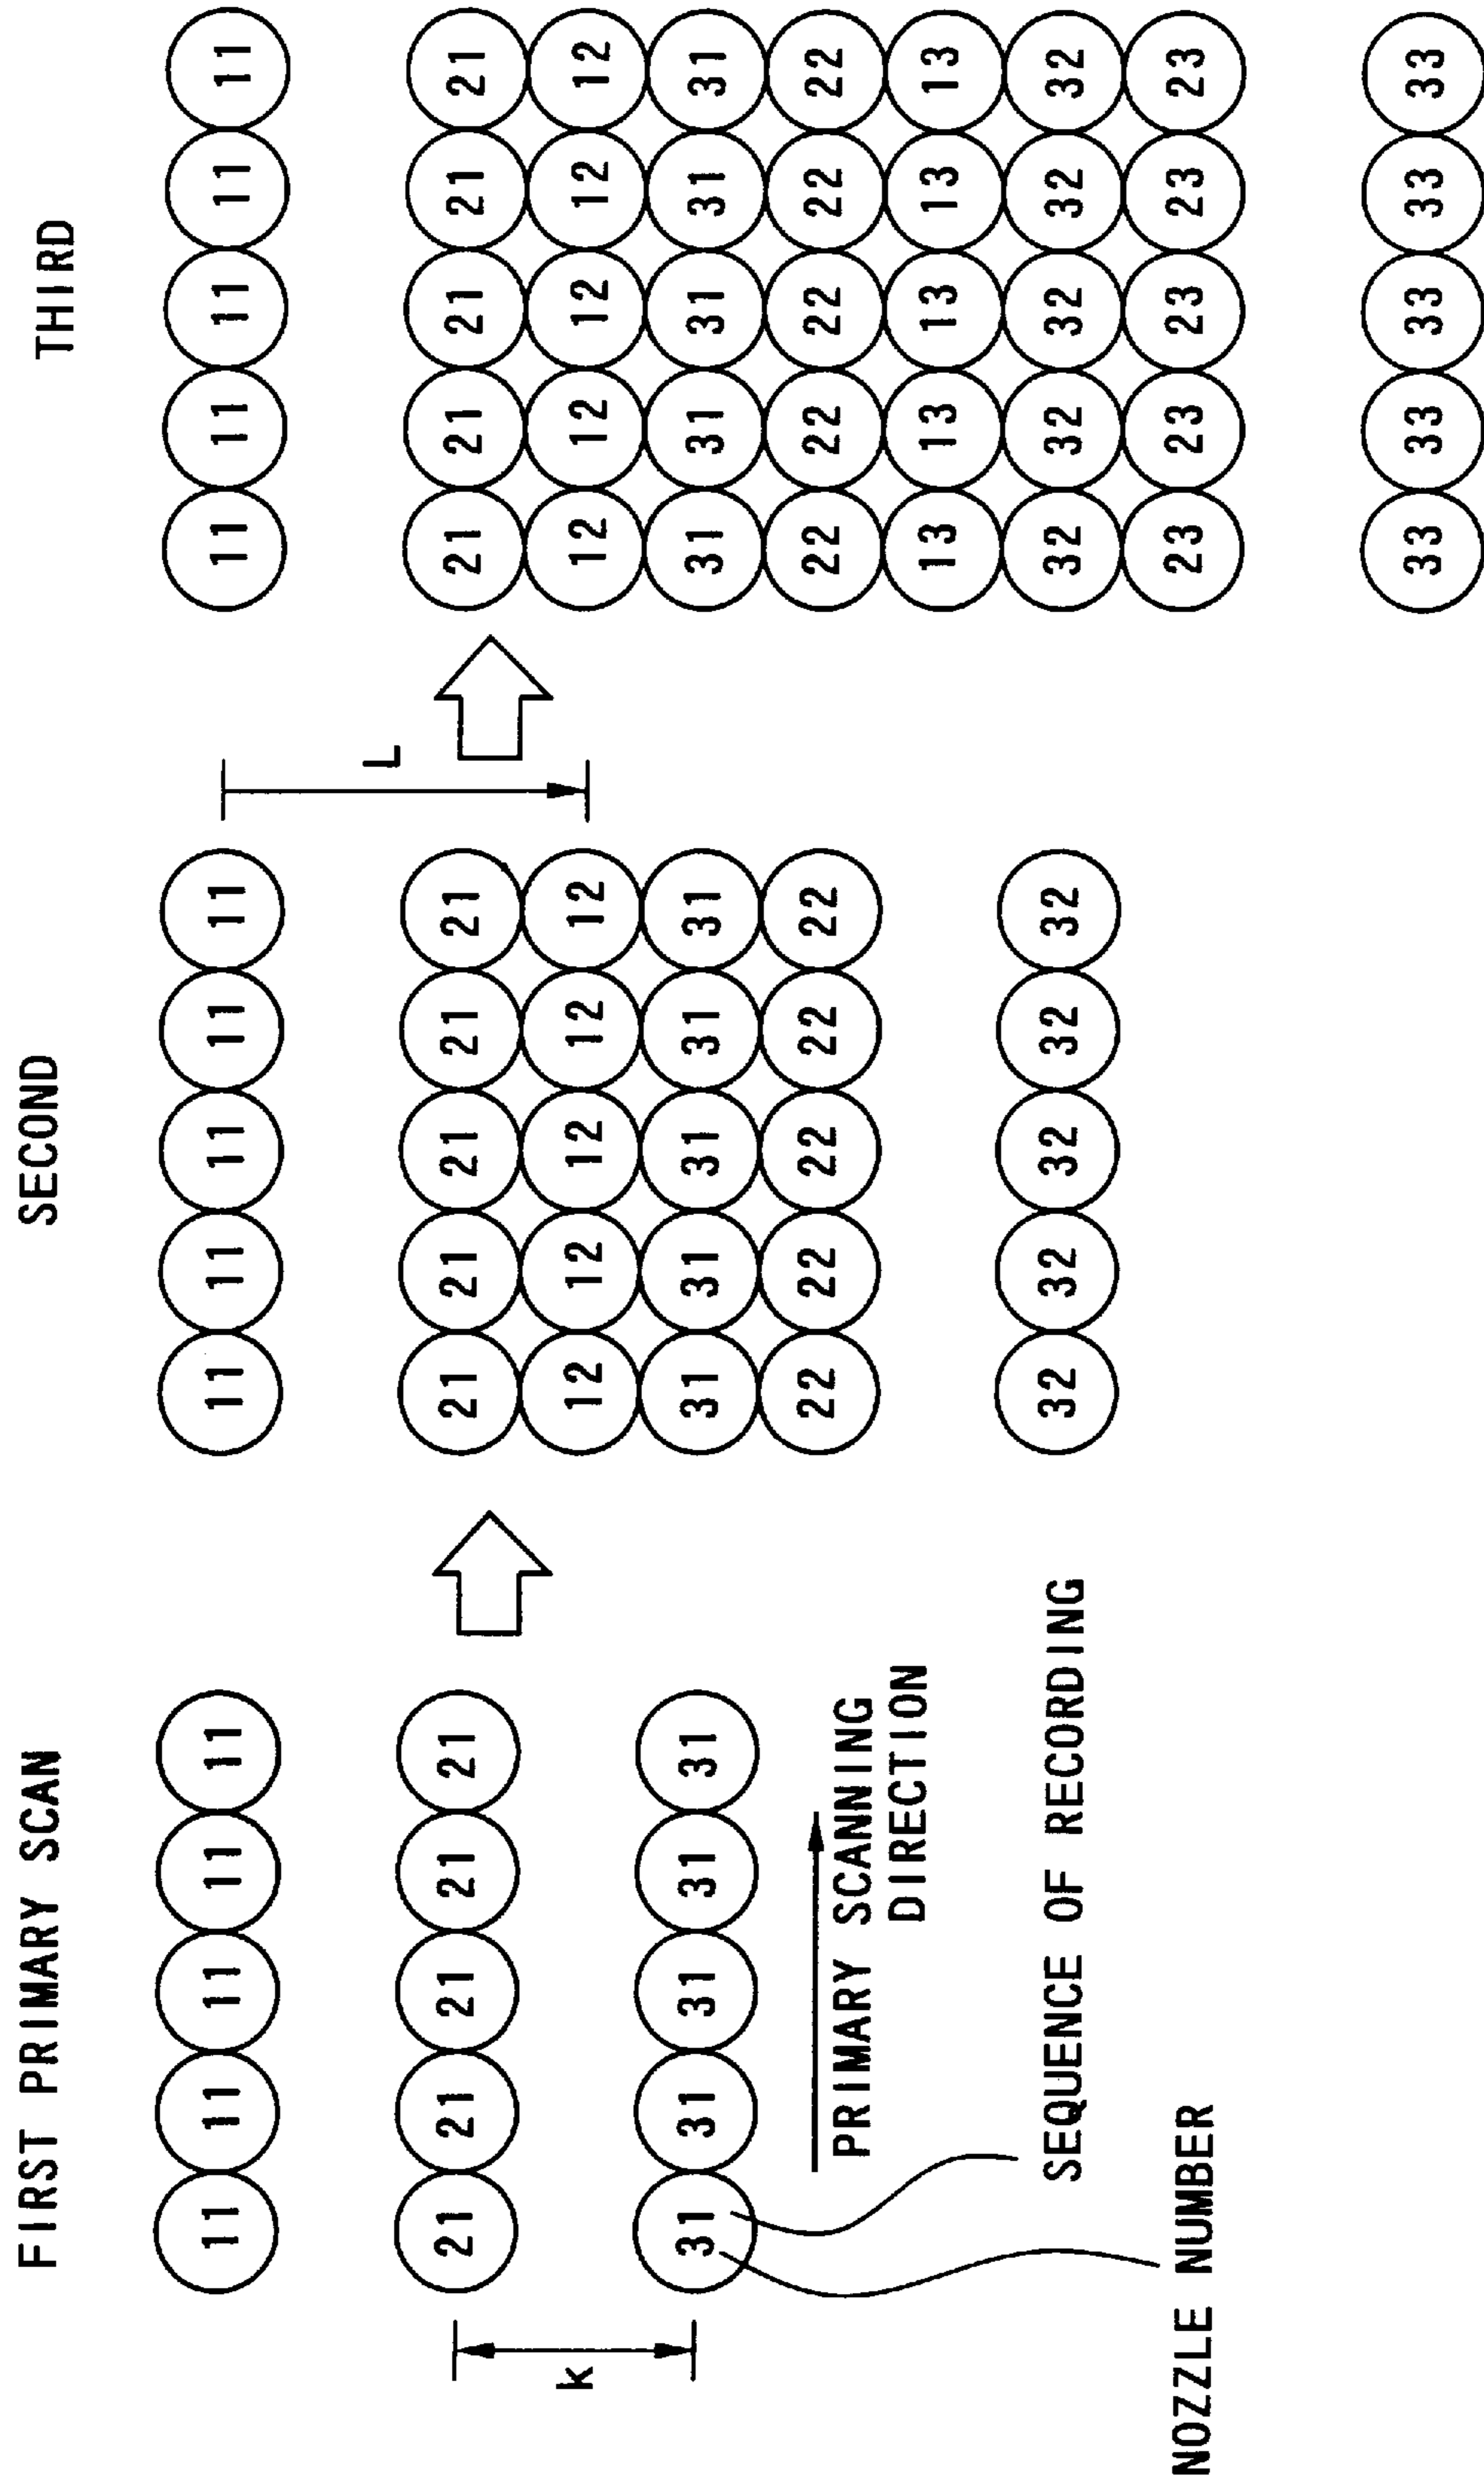 FIRST PRIMARY SCAN SECOND THIRD
11 11 11 11 11 11 11 11 11 11 11 11 11 11 11
L
21 21 21 21 21 21 21 21 21 21 21 21 21 21 21
k 12 12 12 12 12 12 12 12 12 12
31 31 31 31 31 31 31 31 31 31 31 31 31 31 31
22 22 22 22 22 22 22 22 22 22
PRIMARY SCANNING
DIRECTION
13 13 13 13 13
SEQUENCE OF RECORDING 32 32 32 32 32 32 32 32 32 32
NOZZLE NUMBER 23 23 23 23 23
33 33 33 33 33